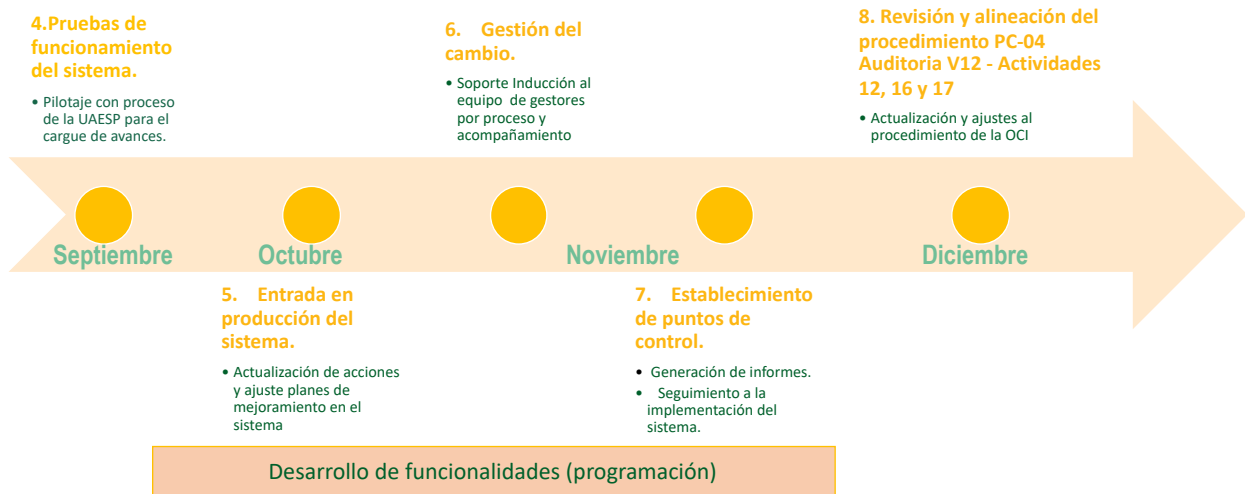 4.Pruebas de
funcionamiento
del sistema.
• Pilotaje con proceso
de la UAESP para el
cargue de avances.
6. Gestión del
cambio.
• Soporte Inducción al
equipo de gestores
por proceso y
acompañamiento
8. Revisión y alineación del
procedimiento PC-04
Auditoria V12 - Actividades
12, 16 y 17
• Actualización y ajustes al
procedimiento de la OCI
Septiembre
Octubre
Noviembre
Diciembre
5. Entrada en
producción del
sistema.
• Actualización de acciones
y ajuste planes de
mejoramiento en el
sistema
7. Establecimiento
de puntos de
control.
• Generación de informes.
• Seguimiento a la
implementación del
sistema.
Desarrollo de funcionalidades (programación)